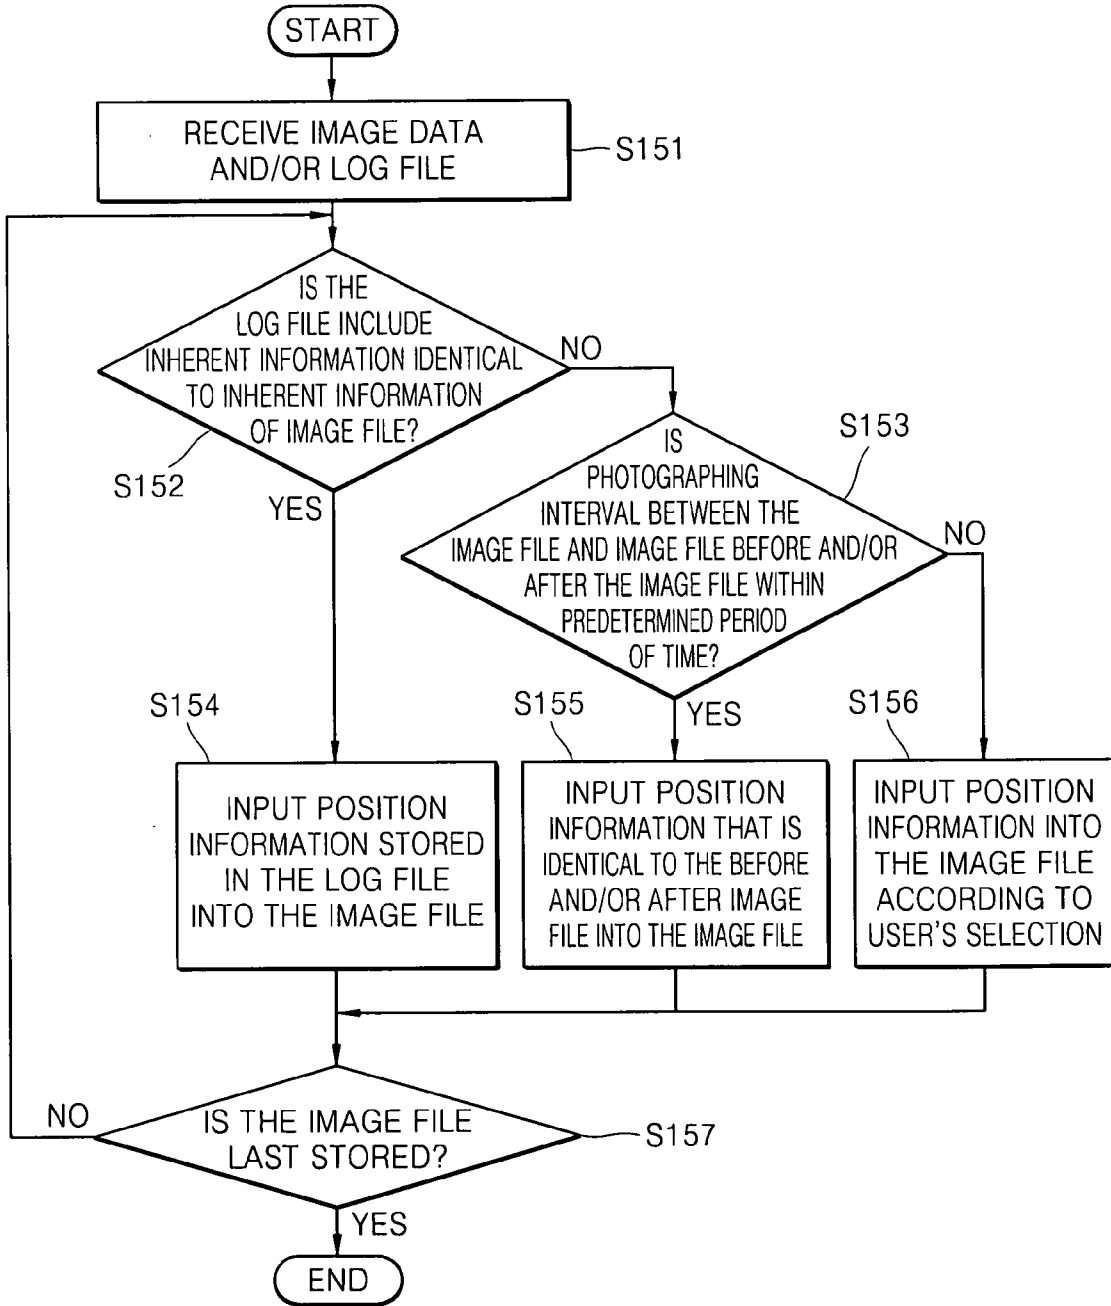 START
RECEIVE IMAGE DATA
AND/OR LOG FILE
S151
IS THE
LOG FILE INCLUDE
INHERENT INFORMATION IDENTICAL
TO INHERENT INFORMATION
OF IMAGE FILE?
NO
S152
YES
IS
PHOTOGRAPHING
INTERVAL BETWEEN THE
IMAGE FILE AND IMAGE FILE BEFORE AND/OR
AFTER THE IMAGE FILE WITHIN
PREDETERMINED PERIOD
OF TIME?
S153
NO
YES
S154
INPUT POSITION
INFORMATION STORED
IN THE LOG FILE
INTO THE IMAGE FILE
S155
INPUT POSITION
INFORMATION THAT IS
IDENTICAL TO THE BEFORE
AND/OR AFTER IMAGE
FILE INTO THE IMAGE FILE
S156
INPUT POSITION
INFORMATION INTO
THE IMAGE FILE
ACCORDING TO
USER'S SELECTION
NO
IS THE IMAGE FILE
LAST STORED?
S157
YES
END